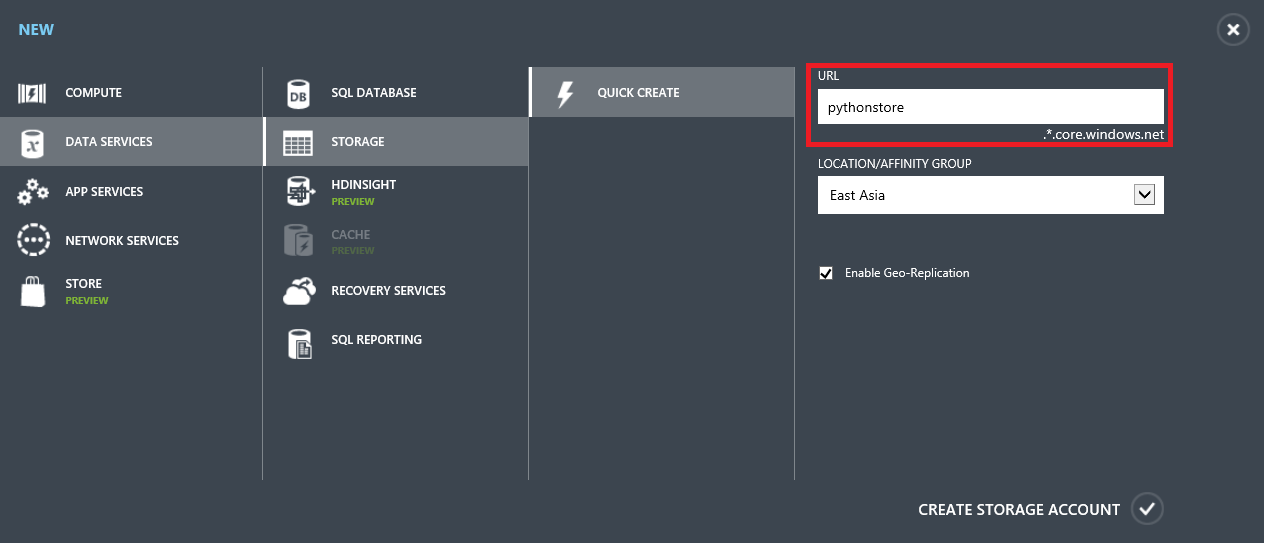 NEW
COMPUTE
DATA SERVICES
APP SERVICES
NETWORK SERVICES
STORE
PREVIEW
DB
SQL DATABASE
STORAGE
HDINSIGHT
PREVIEW
CACHE
PREVIEW
RECOVERY SERVICES
SQL REPORTING
QUICK CREATE
URL
pythonstore
.*.core.windows.net
LOCATION/AFFINITY GROUP
East Asia
Enable Geo-Replication
CREATE STORAGE ACCOUNT